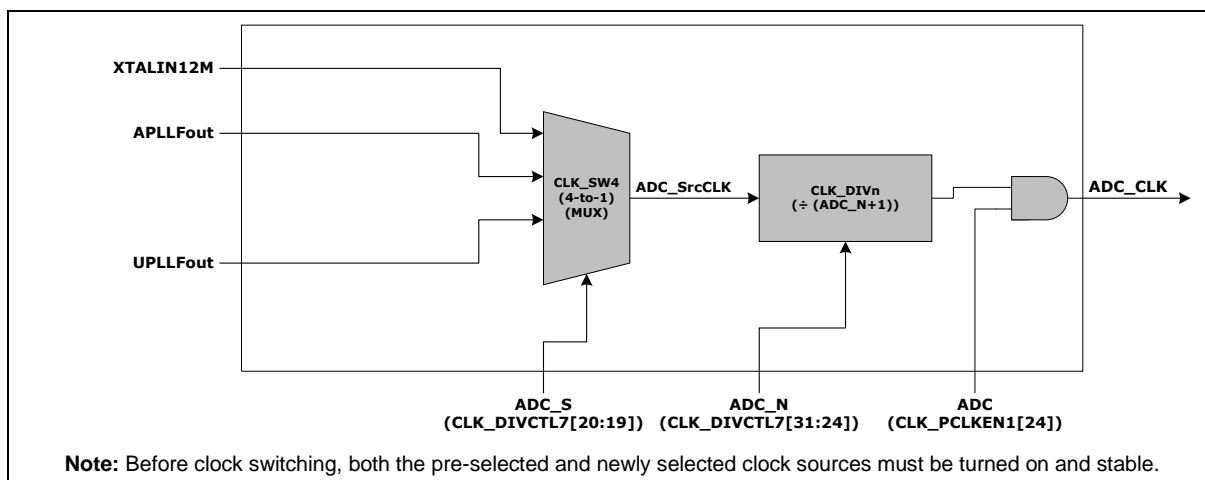 XTALIN12M
APLLFout
UPLLFout
CLK_SW4
(4-to-1)
(MUX)
ADC_SrcCLK
CLK_DIVn
(÷ (ADC_N+1))
ADC_CLK
ADC_S
(CLK_DIVCTL7[20:19])
ADC_N
(CLK_DIVCTL7[31:24])
ADC
(CLK_PCLKEN1[24])
Note: Before clock switching, both the pre-selected and newly selected clock sources must be turned on and stable.